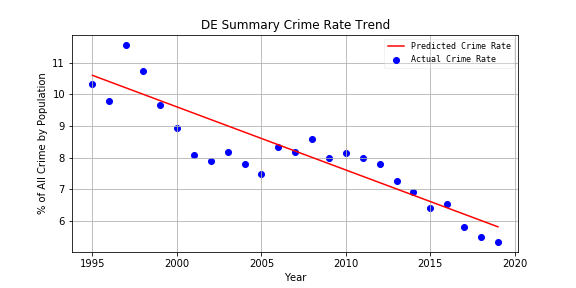 DE Summary Crime Rate Trend
Predicted Crime Rate
Actual Crime Rate
% of All Crime by Population
11
10
9
8
7
6
1995 2000 2005 2010 2015 2020
Year